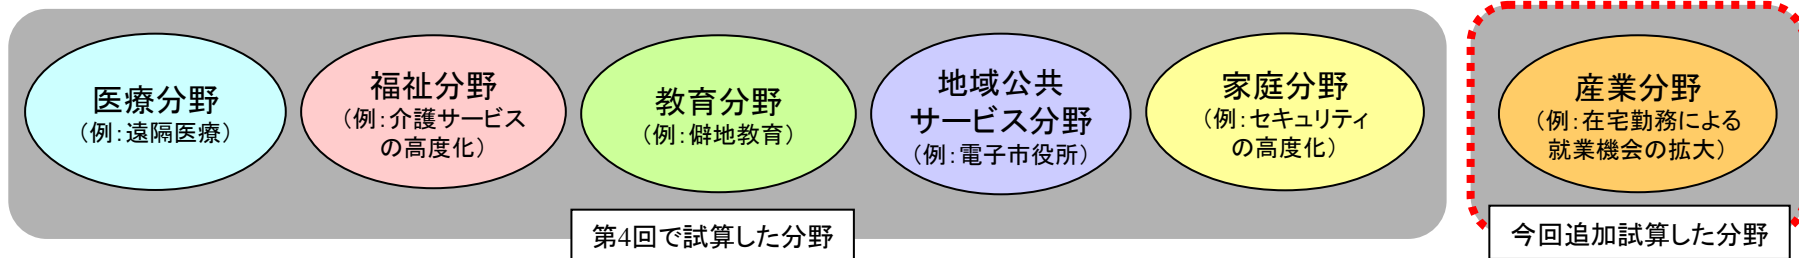 医療分野
（例：遠隔医療）
福祉分野
（例：介護サービス
の高度化）
教育分野
（例：僻地教育）
地域公共
サービス分野
（例：電子市役所）
家庭分野
（例：セキュリティ
の高度化）
第4回で試算した分野
産業分野
（例：在宅勤務による
就業機会の拡大）
今回追加試算した分野